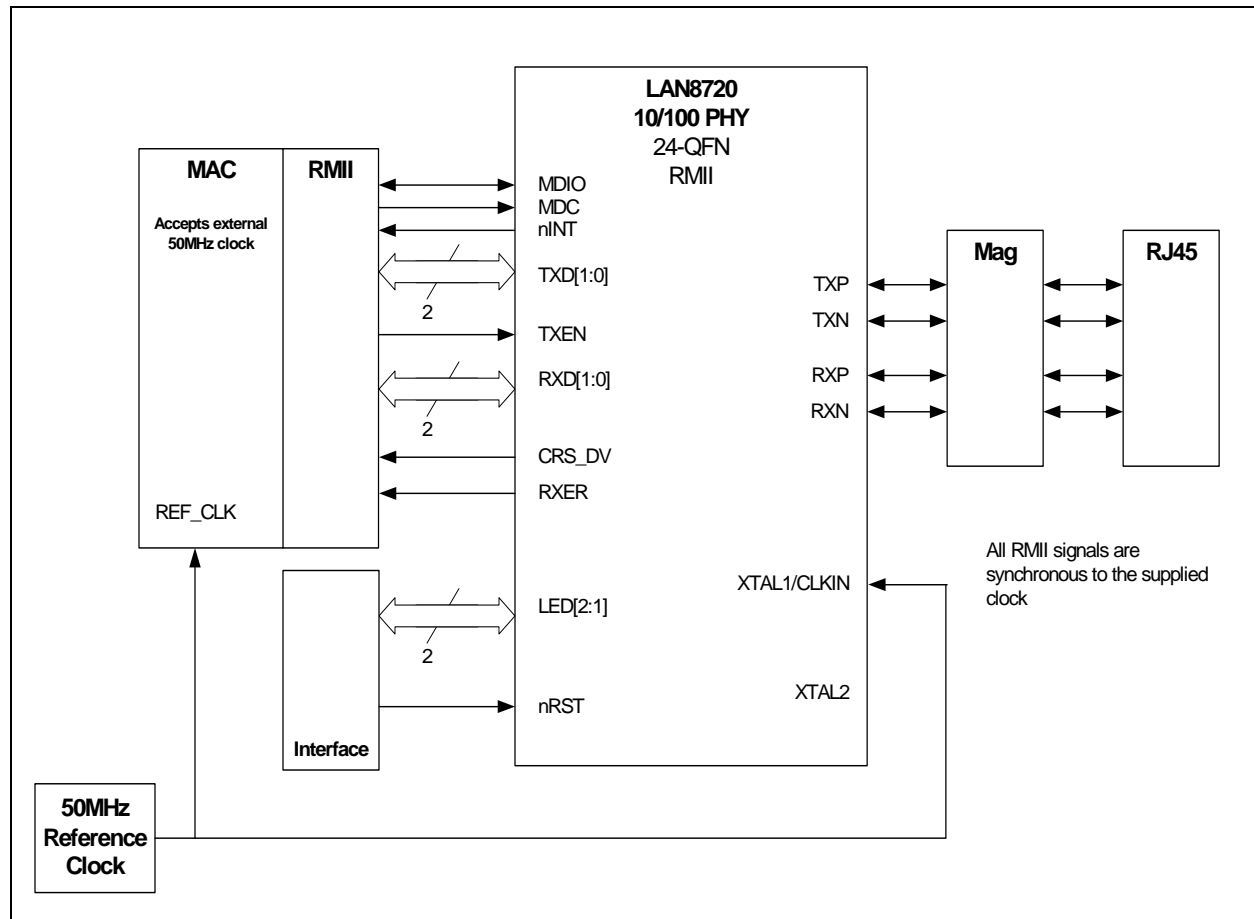 LAN8720
10/100 PHY
24-QFN
RMII
MAC
RMII
Accepts external
50MHz clock
REF_CLK
MDIO
MDC
nINT
TXD[1:0]
2
TXEN
RXD[1:0]
2
CRS_DV
RXER
LED[2:1]
2
nRST
Interface
TXP
TXN
RXP
RXN
XTAL1/CLKIN
XTAL2
Mag
RJ45
All RMII signals are
synchronous to the supplied
clock
50MHz
Reference
Clock